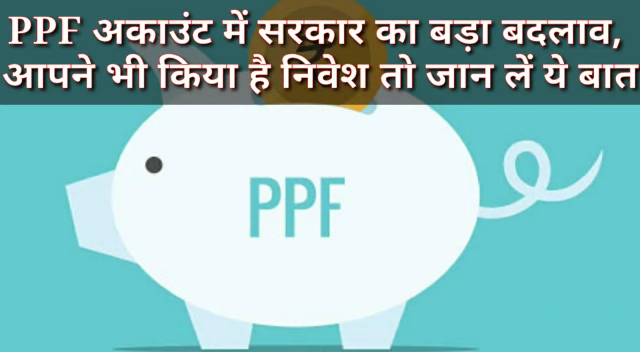 PPF अकाउंट में सरकार का बड़ा बदलाव,
आपने भी किया है निवेश तो जान लें ये बात
PPF